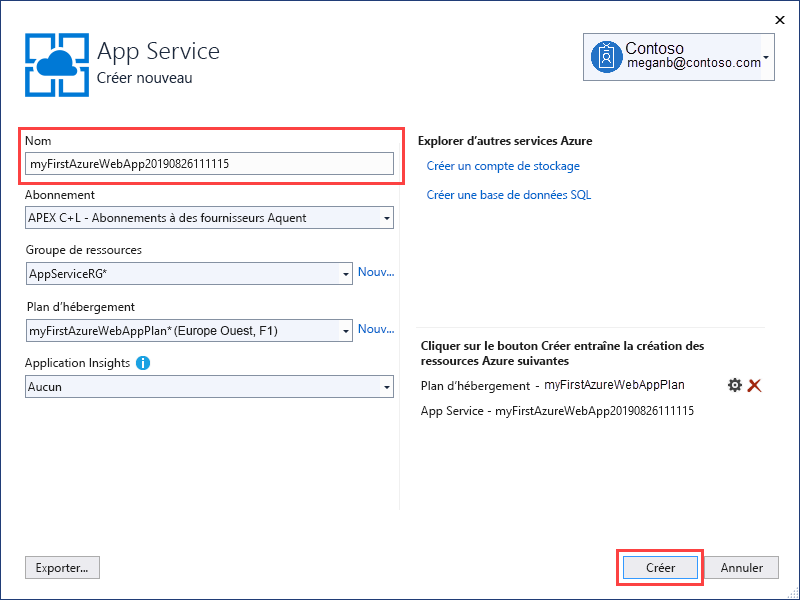 App Service
Créer nouveau
Contoso
meganb@contoso.com
Nom
myFirstAzureWebApp20190826111115
Abonnement
APEX C+L - Abonnements à des fournisseurs Aquent
Groupe de ressources
AppServiceRG*
Nouv...
Plan d’hébergement
myFirstAzureWebAppPlan* (Europe Ouest, F1)
Nouv...
Application Insights
Aucun
Explorer d’autres services Azure
Créer un compte de stockage
Créer une base de données SQL
Cliquer sur le bouton Créer entraîne la création des
ressources Azure suivantes
Plan d’hébergement - myFirstAzureWebAppPlan
App Service - myFirstAzureWebApp20190826111115
Exporter...
Créer
Annuler